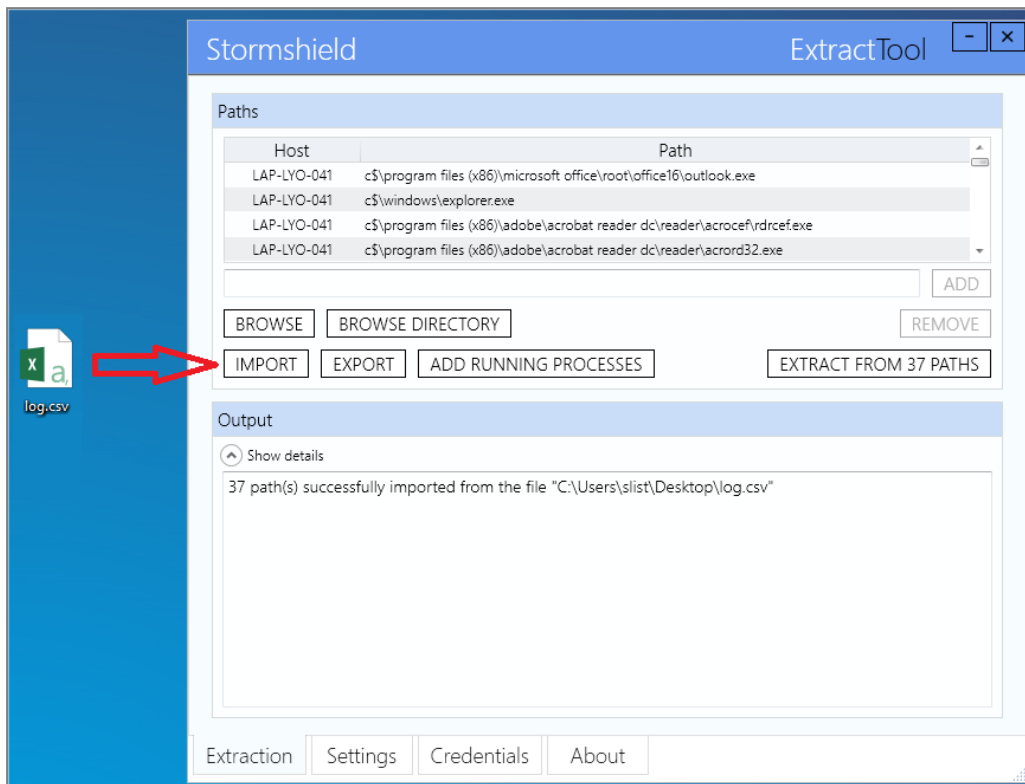 Stormshield ExtractTool
Paths
Host Path
LAP-LYO-041 c$\program files (x86)\microsoft office\root\office16\outlook.exe
LAP-LYO-041 c$\windows\explorer.exe
LAP-LYO-041 c$\program files (x86)\adobe\acrobat reader dc\reader\acrocef\rdrcef.exe
LAP-LYO-041 c$\program files (x86)\adobe\acrobat reader dc\reader\acrord32.exe
ADD
BROWSE BROWSE DIRECTORY REMOVE
IMPORT EXPORT ADD RUNNING PROCESSES EXTRACT FROM 37 PATHS
X a,
log.csv
Output
Show details
37 path(s) successfully imported from the file "C:\Users\slist\Desktop\log.csv"
Extraction Settings Credentials About